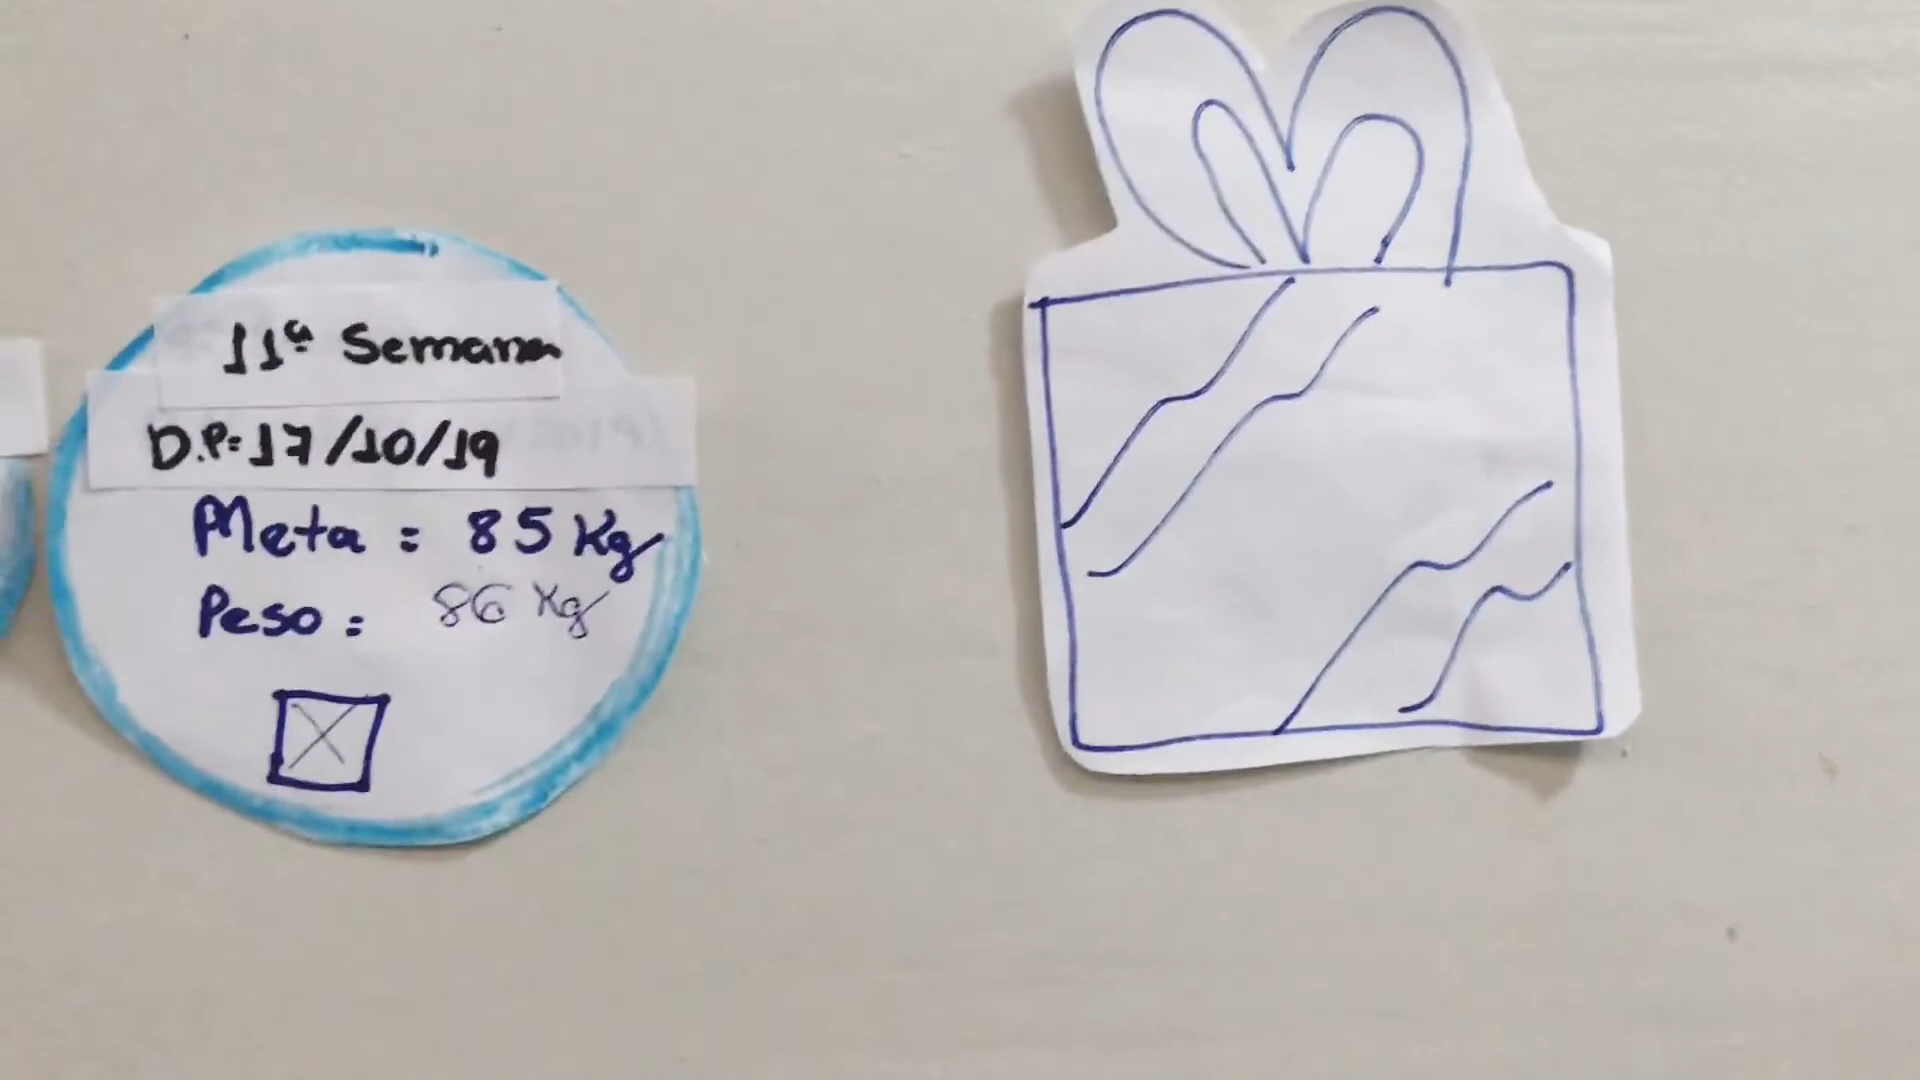 11ª Semana
D.P= 17/10/19
Meta = 85 Kg
Peso = 86 Kg